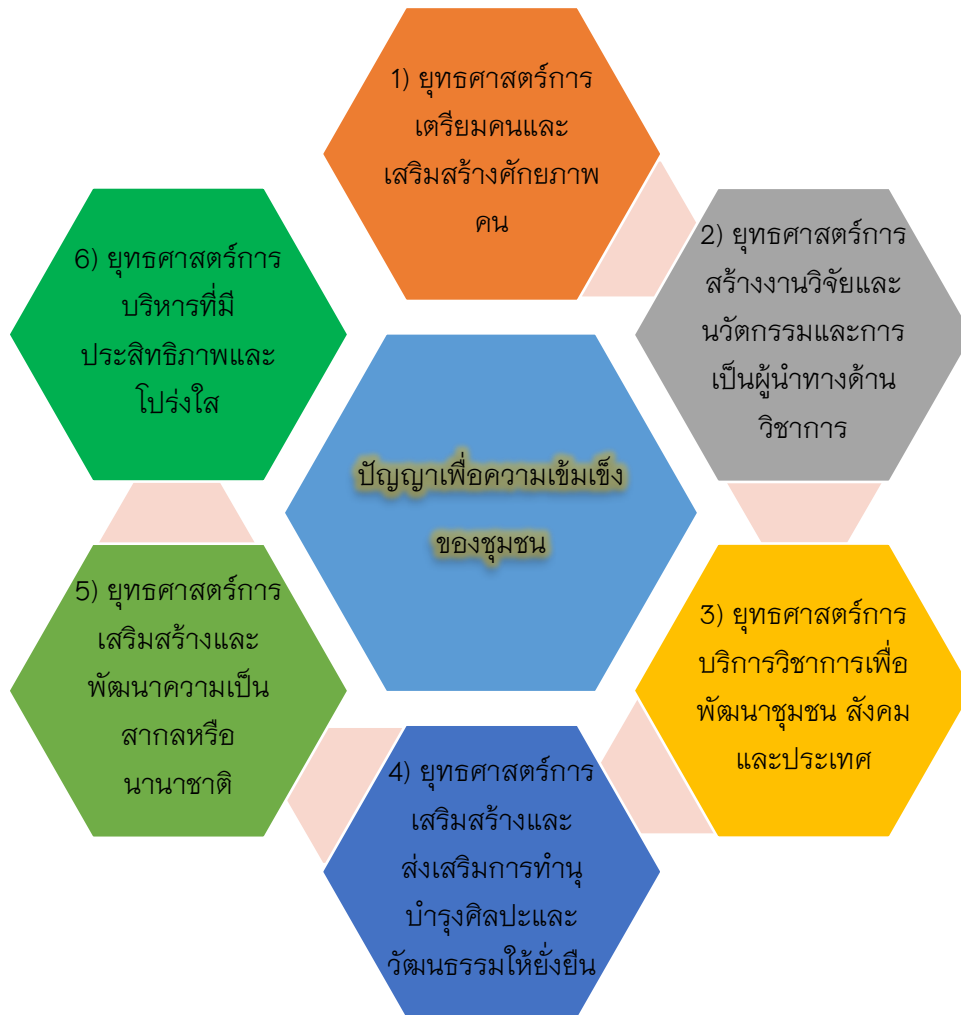 1) ยุทธศาสตร์การ
เตรียมคนและ
เสริมสร้างศักยภาพ
คน
2) ยุทธศาสตร์การ
สร้างงานวิจัยและ
นวัตกรรมและการ
เป็นผู้นำทางด้าน
วิชาการ
3) ยุทธศาสตร์การ
บริการวิชาการเพื่อ
พัฒนาชุมชน สังคม
และประเทศ
4) ยุทธศาสตร์การ
เสริมสร้างและ
ส่งเสริมการทำนุ
บำรุงศิลปะและ
วัฒนธรรมให้ยั่งยืน
5) ยุทธศาสตร์การ
เสริมสร้างและ
พัฒนาความเป็น
สากลหรือ
นานาชาติ
6) ยุทธศาสตร์การ
บริหารที่มี
ประสิทธิภาพและ
โปร่งใส
ปัญญาเพื่อความเข้มเข็ง
ของชุมชน